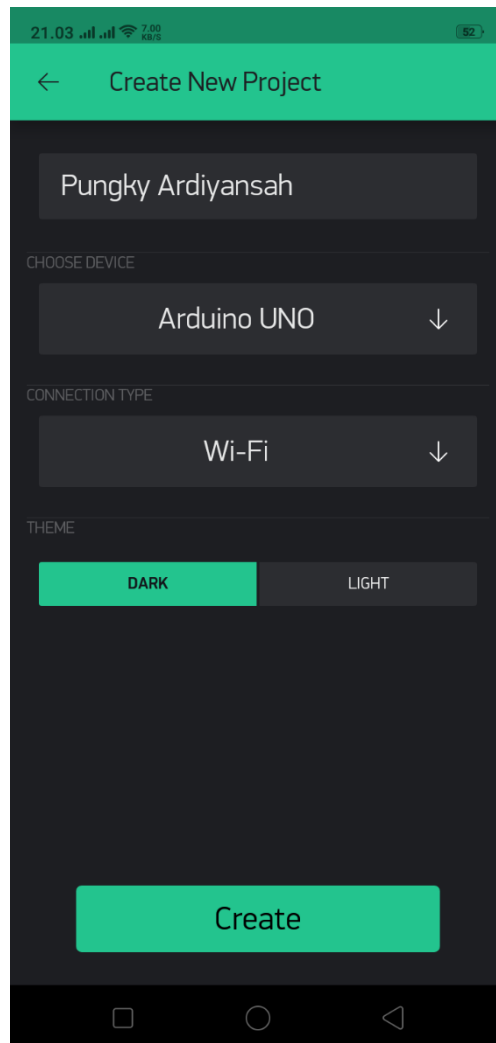 21.03 7.00 KB/S 52
Create New Project
Pungky Ardiyansah
CHOOSE DEVICE
Arduino UNO
CONNECTION TYPE
Wi-Fi
THEME
DARK LIGHT
Create